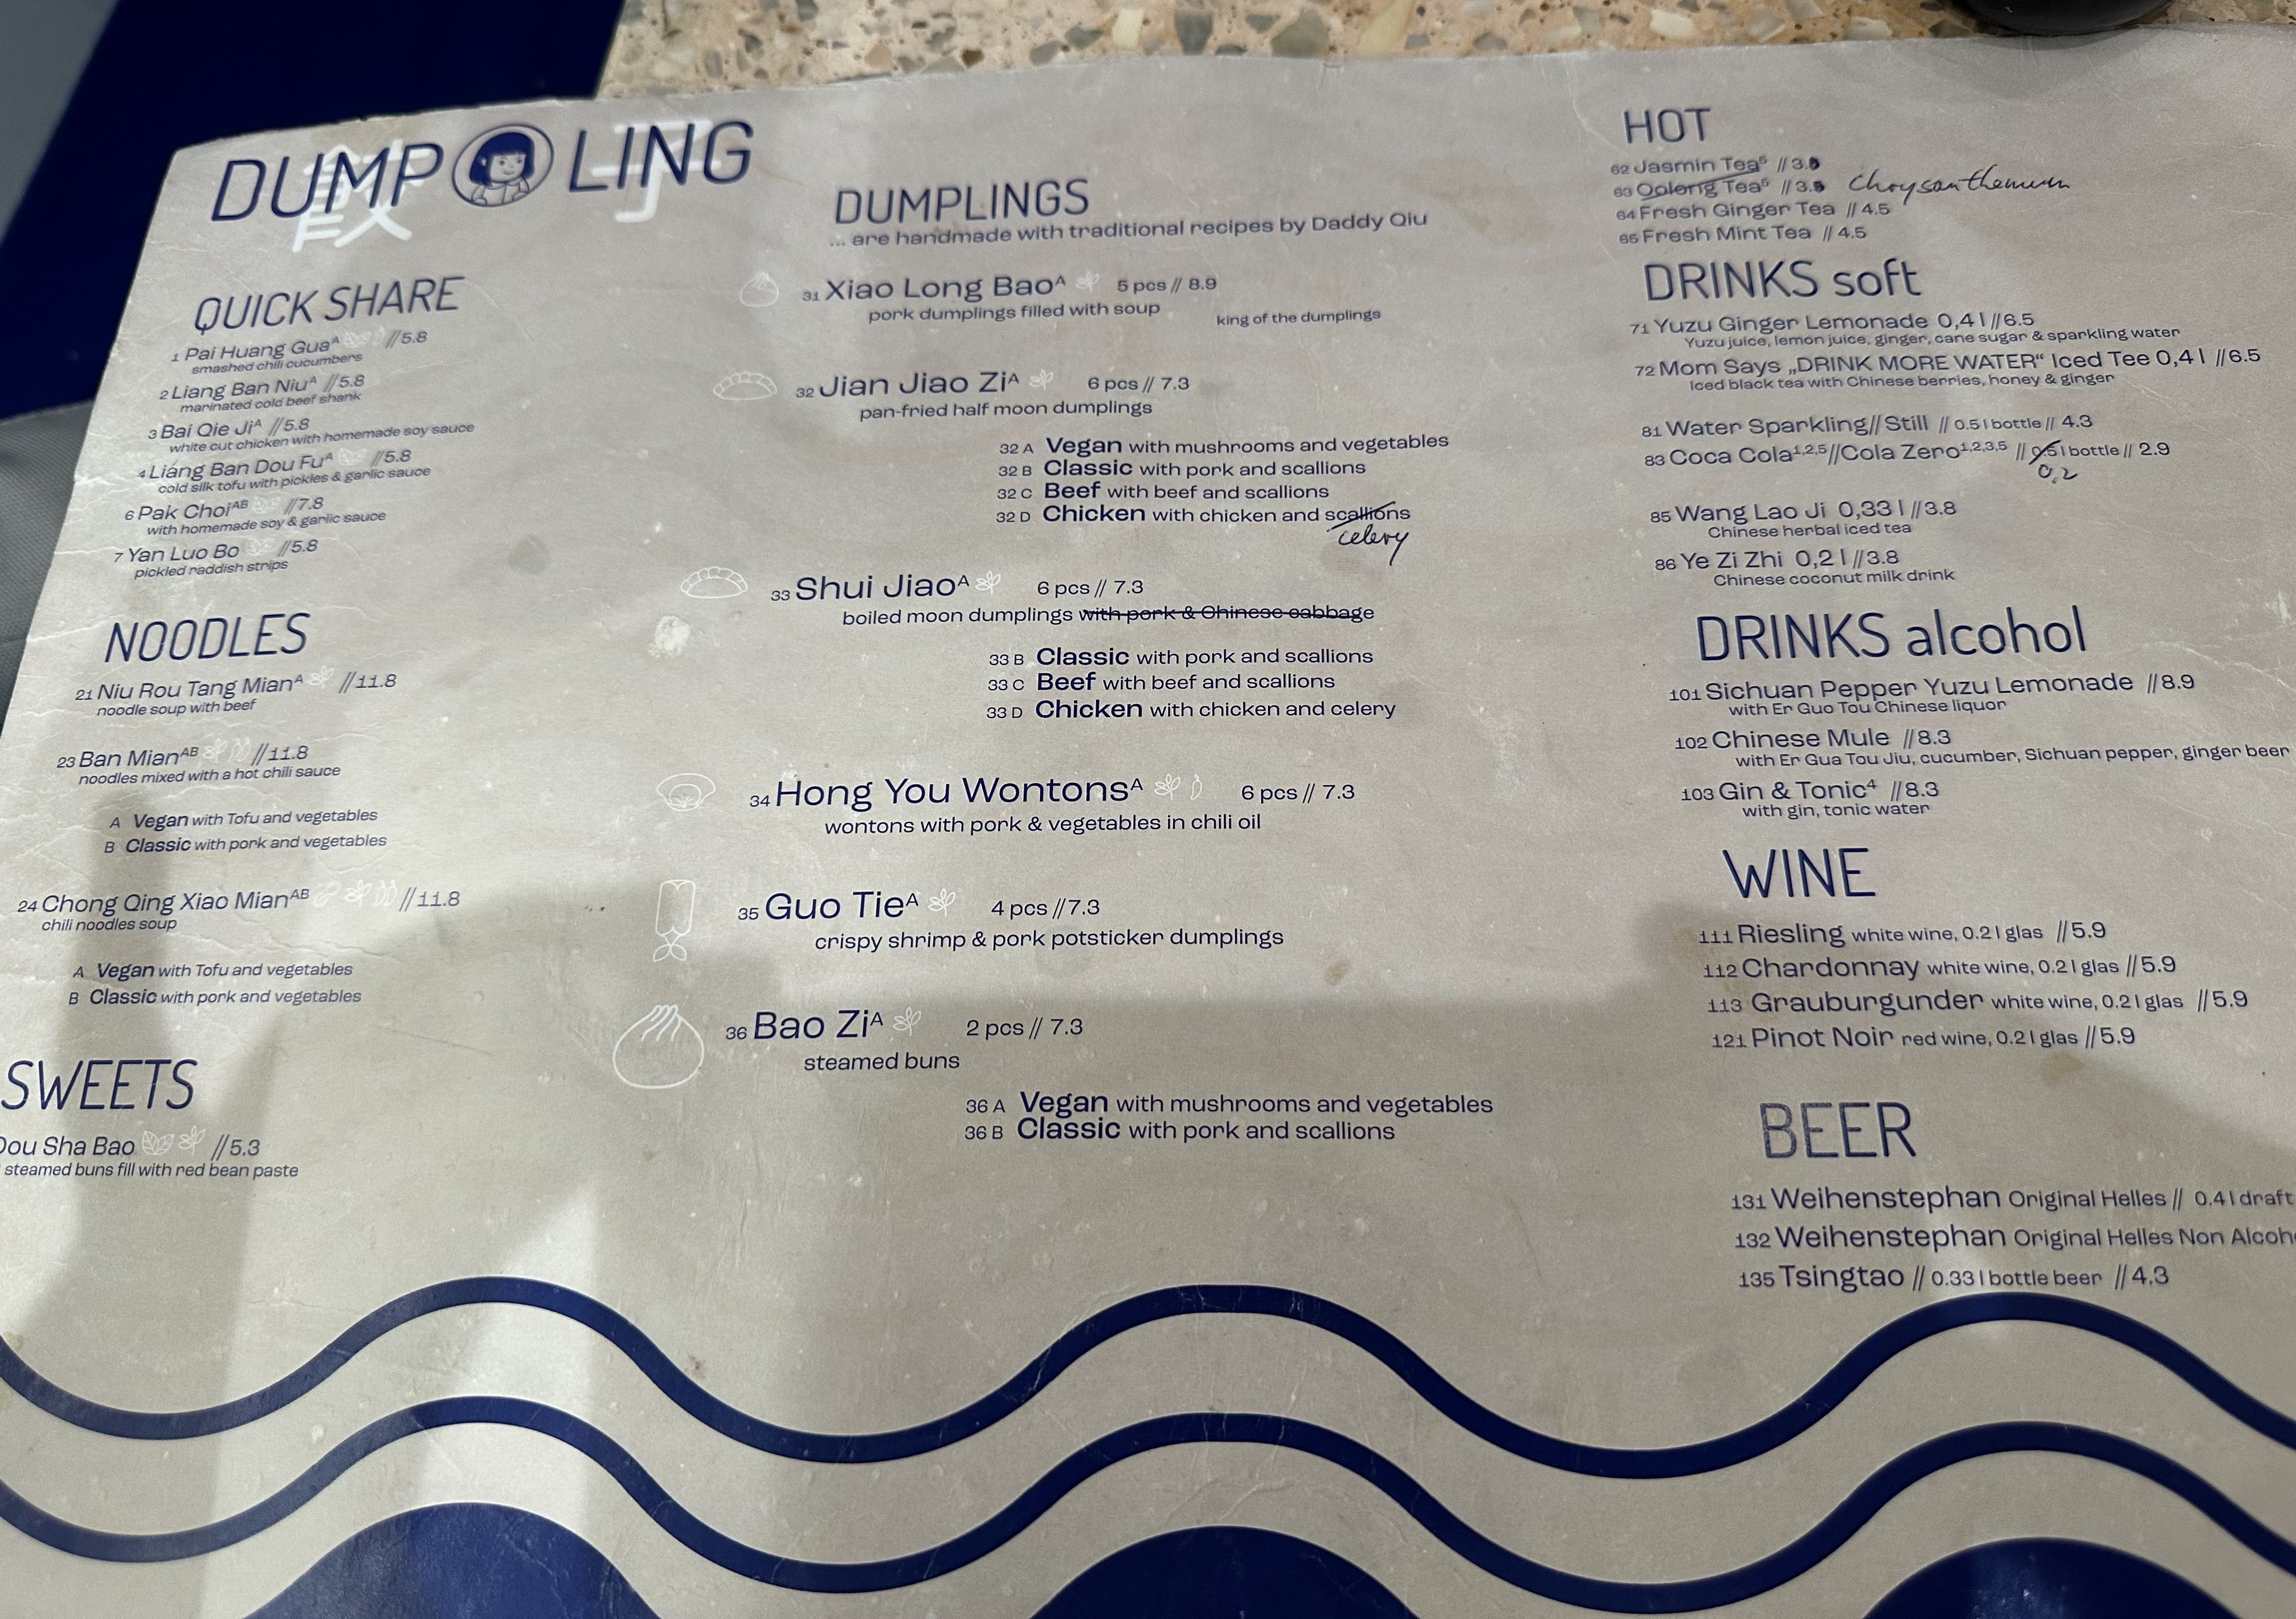 DUMP LING
QUICK SHARE
1 Pai Huang Gua^A //5.8
smashed chili cucumbers
2 Liang Ban Niu^A //5.8
marinated cold beef shank
3 Bai Qie Ji^A //5.8
white cut chicken with homemade soy sauce
4 Liang Ban Dou Fu^A //5.8
cold silk tofu with pickles & garlic sauce
6 Pak Choi^AB //7.8
with homemade soy & garlic sauce
7 Yan Luo Bo //5.8
pickled raddish strips
NOODLES
21 Niu Rou Tang Mian^A //11.8
noodle soup with beef
23 Ban Mian^AB //11.8
noodles mixed with a hot chili sauce
A Vegan with Tofu and vegetables
B Classic with pork and vegetables
24 Chong Qing Xiao Mian^AB //11.8
chili noodles soup
A Vegan with Tofu and vegetables
B Classic with pork and vegetables
SWEETS
Dou Sha Bao //5.3
steamed buns fill with red bean paste
DUMPLINGS
... are handmade with traditional recipes by Daddy Qiu
31 Xiao Long Bao^A 5 pcs // 8.9
pork dumplings filled with soup
king of the dumplings
32 Jian Jiao Zi^A 6 pcs // 7.3
pan-fried half moon dumplings
32 A Vegan with mushrooms and vegetables
32 B Classic with pork and scallions
32 C Beef with beef and scallions
32 D Chicken with chicken and scallions
celery
33 Shui Jiao^A 6 pcs // 7.3
boiled moon dumplings with pork & Chinese cabbage
33 B Classic with pork and scallions
33 C Beef with beef and scallions
33 D Chicken with chicken and celery
34 Hong You Wontons^A 6 pcs // 7.3
wontons with pork & vegetables in chili oil
35 Guo Tie^A 4 pcs //7.3
crispy shrimp & pork potsticker dumplings
36 Bao Zi^A 2 pcs // 7.3
steamed buns
36 A Vegan with mushrooms and vegetables
36 B Classic with pork and scallions
HOT
62 Jasmin Tea^5 //3.
63 Oolong Tea^5 //3. Chrysanthemum
64 Fresh Ginger Tea //4.5
65 Fresh Mint Tea //4.5
DRINKS soft
71 Yuzu Ginger Lemonade 0,4 l //6.5
Yuzu juice, lemon juice, ginger, cane sugar & sparkling water
72 Mom Says „DRINK MORE WATER“ Iced Tee 0,4 l //6.5
Iced black tea with Chinese berries, honey & ginger
81 Water Sparkling// Still // 0.5 l bottle // 4.3
83 Coca Cola^1,2,5//Cola Zero^1,2,3,5 // 0.5 l bottle // 2.9
0,2
85 Wang Lao Ji 0,33 l //3.8
Chinese herbal iced tea
86 Ye Zi Zhi 0,2 l //3.8
Chinese coconut milk drink
DRINKS alcohol
101 Sichuan Pepper Yuzu Lemonade //8.9
with Er Guo Tou Chinese liquor
102 Chinese Mule //8.3
with Er Gua Tou Jiu, cucumber, Sichuan pepper, ginger beer
103 Gin & Tonic^4 //8.3
with gin, tonic water
WINE
111 Riesling white wine, 0.2 l glas //5.9
112 Chardonnay white wine, 0.2 l glas //5.9
113 Grauburgunder white wine, 0.2 l glas //5.9
121 Pinot Noir red wine, 0.2 l glas //5.9
BEER
131 Weihenstephan Original Helles // 0.4 l draft
132 Weihenstephan Original Helles Non Alcoh
135 Tsingtao // 0.33 l bottle beer //4.3